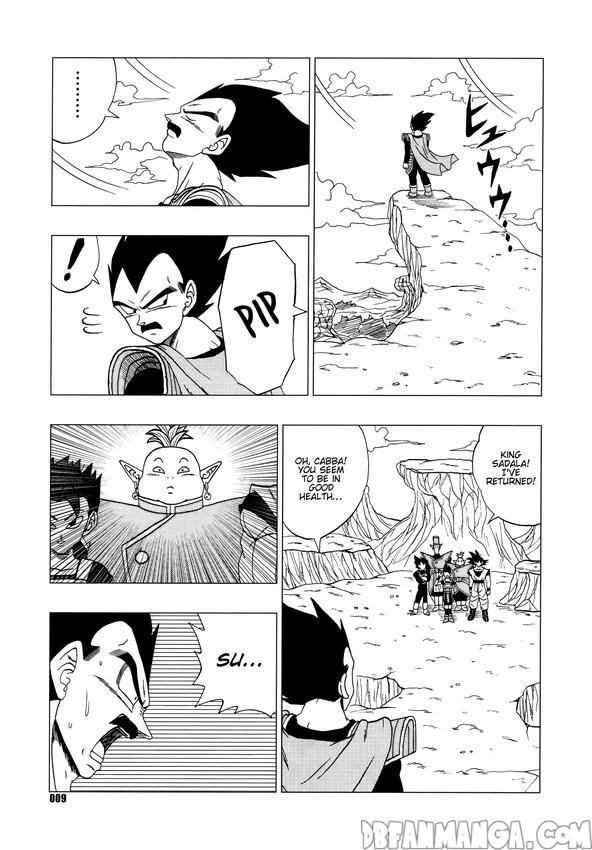 ヒュウウ...
.........
PIP
!
KING
SADALA!
I'VE
RETURNED!
OH, CABBA!
YOU SEEM
TO BE IN
GOOD
HEALTH...
SU...
009
DBFANMANGA.COM